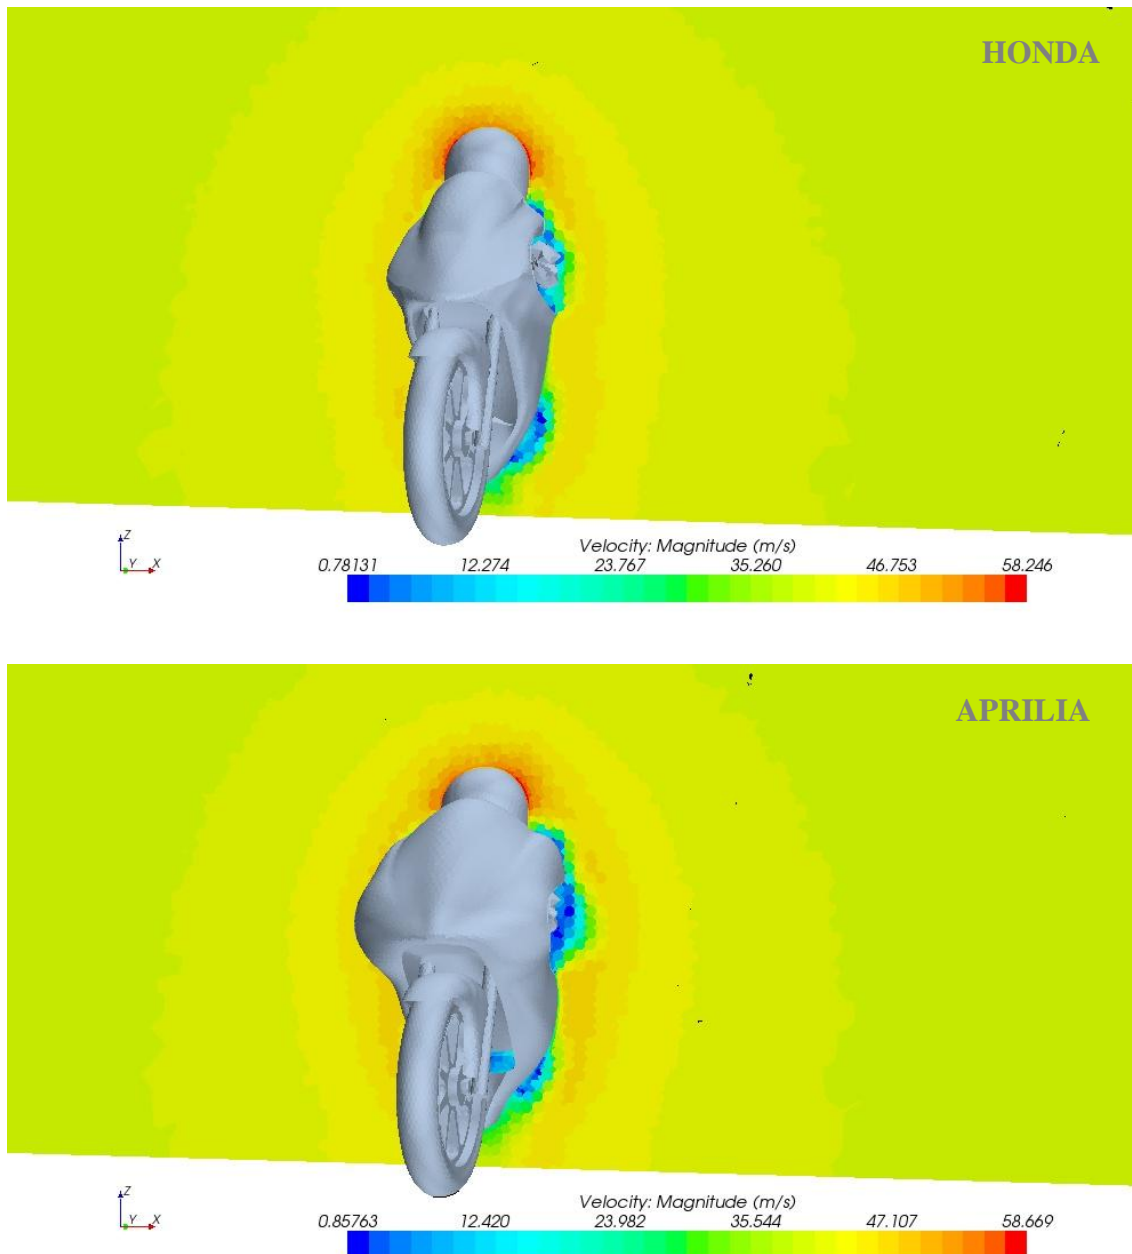 HONDA
Z
Y X
Velocity: Magnitude (m/s)
0.78131 12.274 23.767 35.260 46.753 58.246
APRILIA
Z
Y X
Velocity: Magnitude (m/s)
0.85763 12.420 23.982 35.544 47.107 58.669